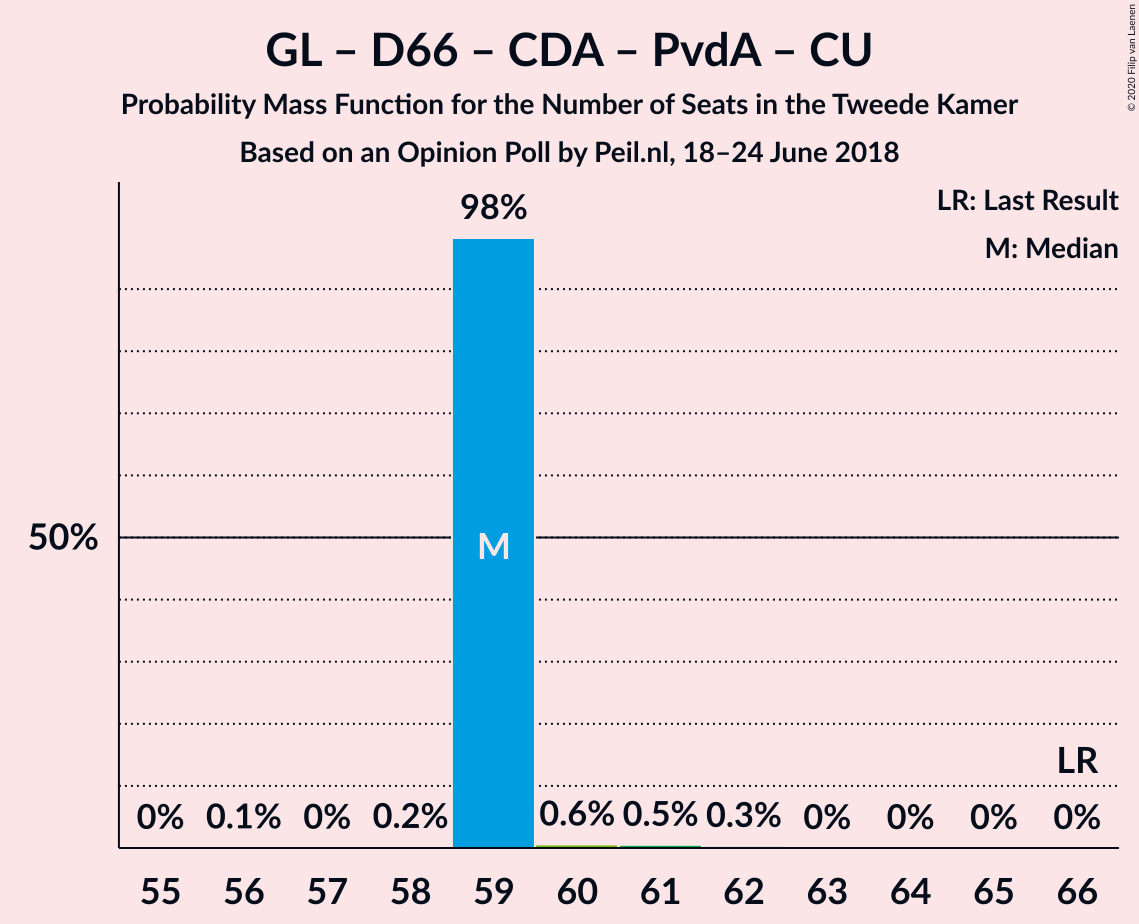 GL – D66 – CDA – PvdA – CU
Probability Mass Function for the Number of Seats in the Tweede Kamer
Based on an Opinion Poll by Peil.nl, 18–24 June 2018
© 2020 Filip van Laenen
LR: Last Result
M: Median
98%
50%
M
LR
0% 0.1% 0% 0.2% 0.6% 0.5% 0.3% 0% 0% 0% 0%
55 56 57 58 59 60 61 62 63 64 65 66